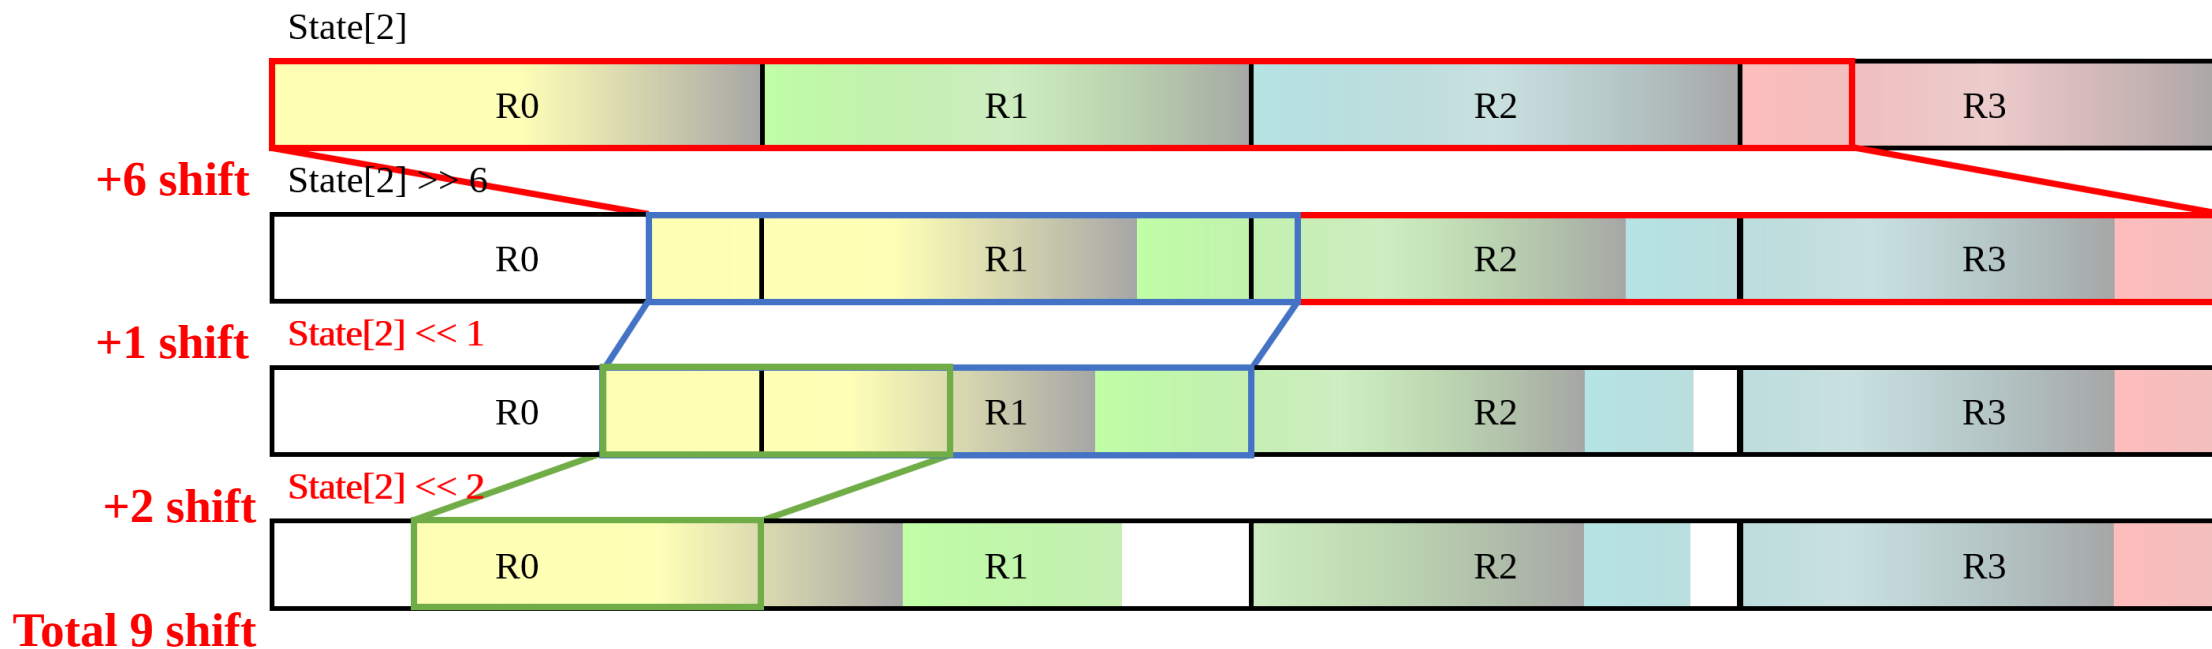 State[2]
R0 R1 R2 R3
+6 shift State[2] >> 6
R0 R1 R2 R3
+1 shift State[2] << 1
R0 R1 R2 R3
+2 shift State[2] << 2
R0 R1 R2 R3
Total 9 shift